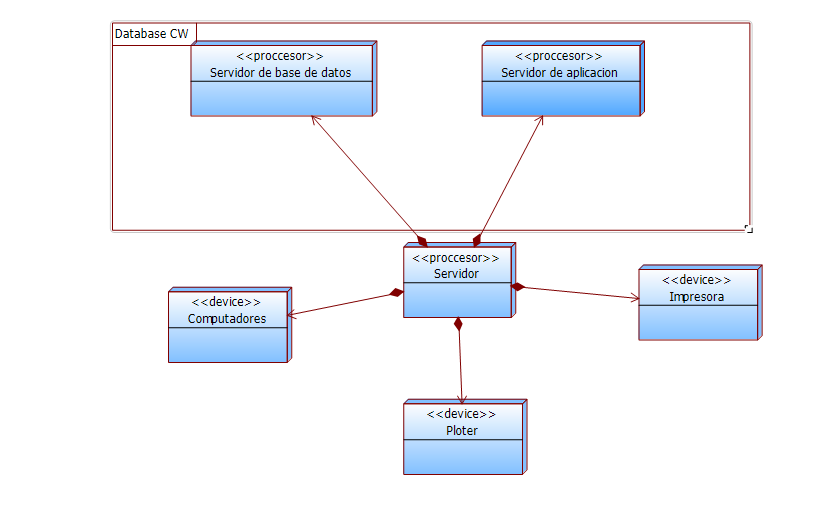 Database CW
<<proccesor>>
Servidor de base de datos
<<proccesor>>
Servidor de aplicacion
<<proccesor>>
Servidor
<<device>>
Impresora
<<device>>
Computadores
<<device>>
Ploter